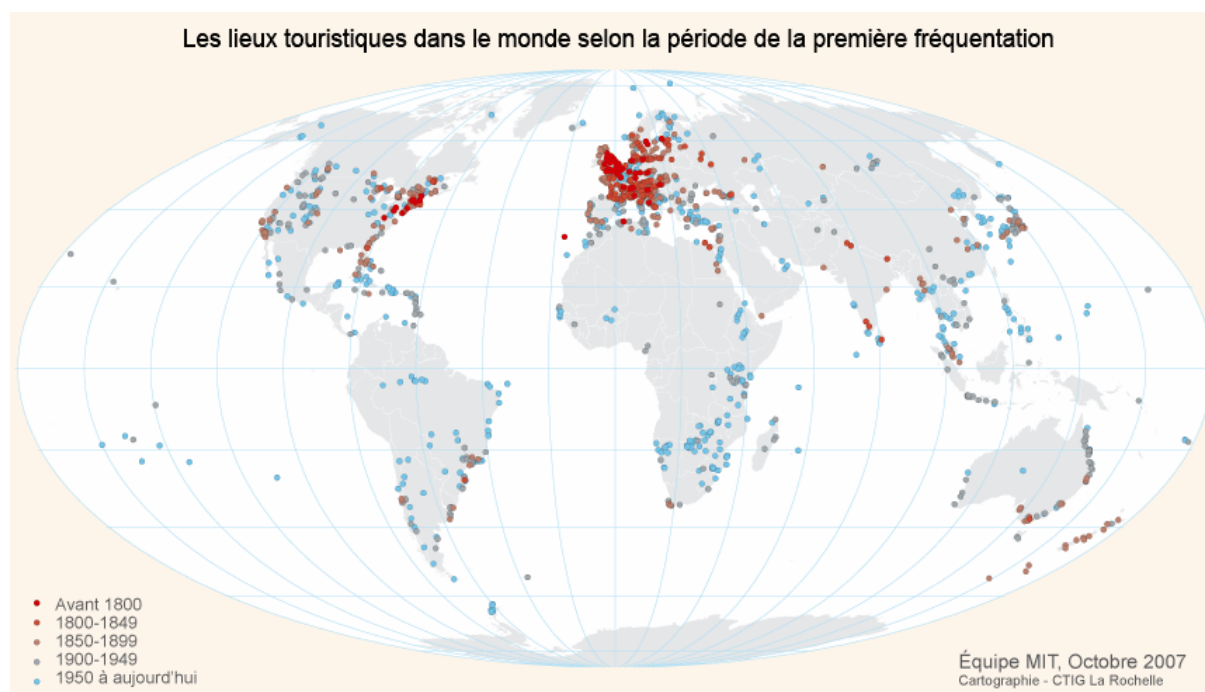 Les lieux touristiques dans le monde selon la période de la première fréquentation
Avant 1800
1800-1849
1850-1899
1900-1949
1950 à aujourd'hui
Équipe MIT, Octobre 2007
Cartographie - CTIG La Rochelle